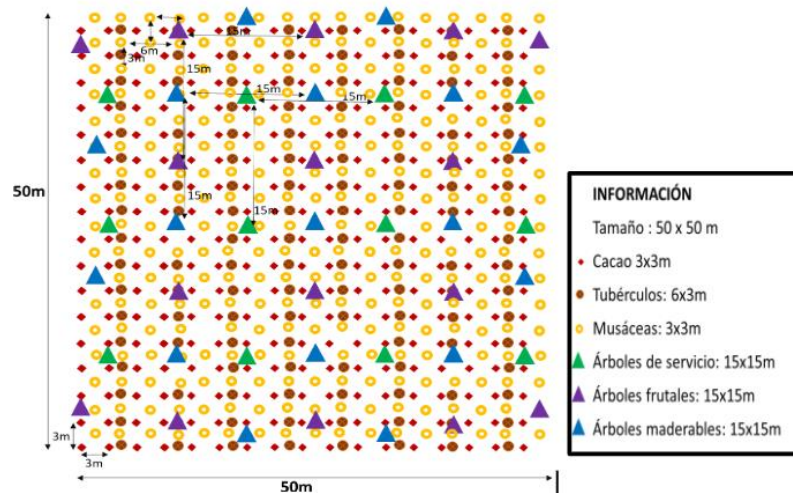 15m
6m
3m
15m
15m
15m
50m
15m
15m
3m
3m
50m
INFORMACIÓN
Tamaño : 50 x 50 m
Cacao 3x3m
Tubérculos: 6x3m
Musáceas: 3x3m
Árboles de servicio: 15x15m
Árboles frutales: 15x15m
Árboles maderables: 15x15m